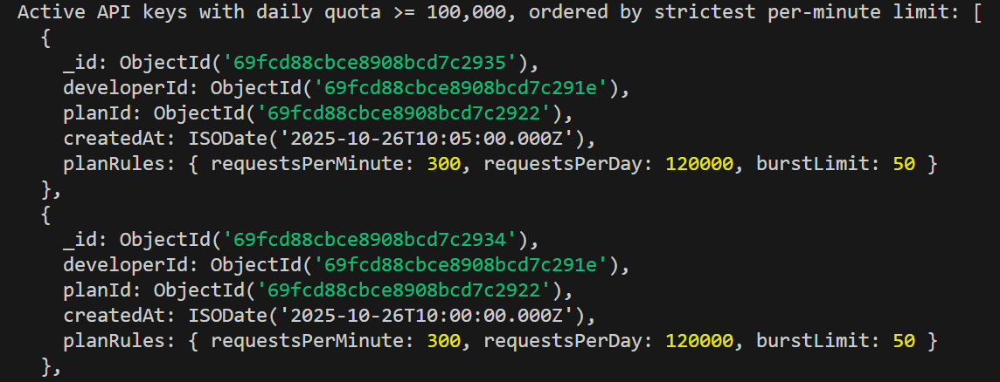 Active API keys with daily quota >= 100,000, ordered by strictest per-minute limit: [
  {
    _id: ObjectId('69fcd88cbce8908bcd7c2935'),
    developerId: ObjectId('69fcd88cbce8908bcd7c291e'),
    planId: ObjectId('69fcd88cbce8908bcd7c2922'),
    createdAt: ISODate('2025-10-26T10:05:00.000Z'),
    planRules: { requestsPerMinute: 300, requestsPerDay: 120000, burstLimit: 50 }
  },
  {
    _id: ObjectId('69fcd88cbce8908bcd7c2934'),
    developerId: ObjectId('69fcd88cbce8908bcd7c291e'),
    planId: ObjectId('69fcd88cbce8908bcd7c2922'),
    createdAt: ISODate('2025-10-26T10:00:00.000Z'),
    planRules: { requestsPerMinute: 300, requestsPerDay: 120000, burstLimit: 50 }
  },